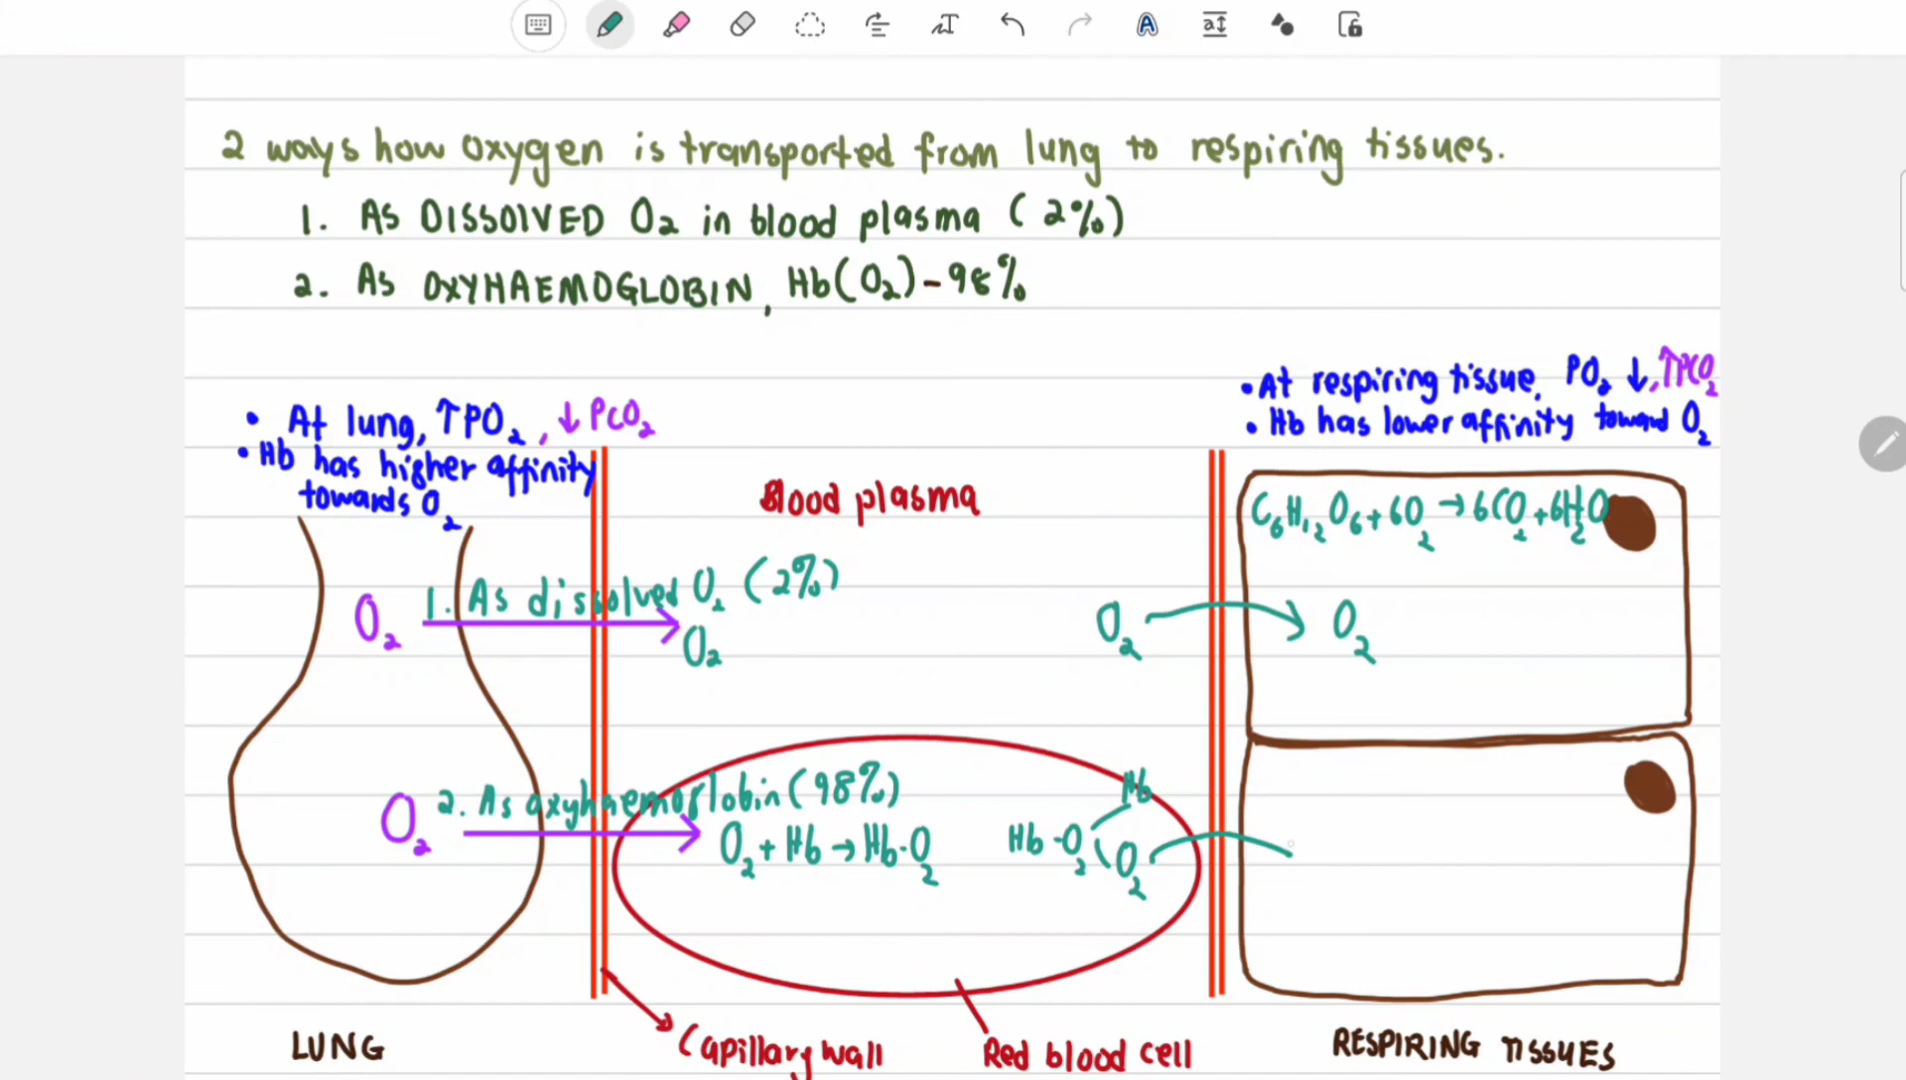 2 ways how oxygen is transported from lung to respiring tissues.
1. AS DISSOLVED O₂ in blood plasma (2%)
2. As OXYHAEMOGLOBIN, Hb(O₂) - 98%
• At lung, ↑PO₂, ↓PCO₂
• Hb has higher affinity
towards O₂
• At respiring tissue, PO₂ ↓, ↑PCO₂
• Hb has lower affinity toward O₂
Blood plasma
C₆H₁₂O₆ + 6O₂ → 6CO₂ + 6H₂O
1. As dissolved O₂ (2%)
O₂ → O₂
O₂ → O₂
2. As oxyhaemoglobin (98%)
O₂ → O₂ + Hb → Hb·O₂
Hb·O₂
Hb
O₂
LUNG
Capillary wall
Red blood cell
RESPIRING TISSUES